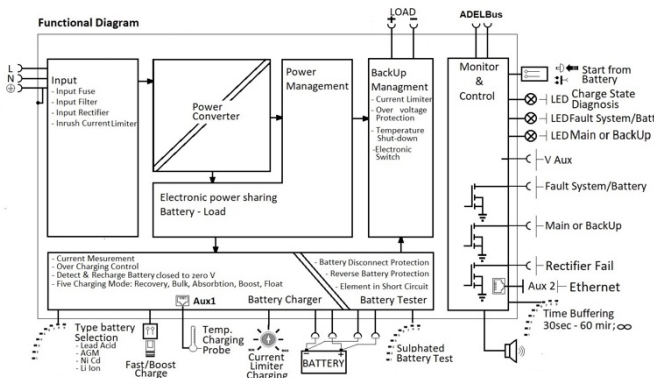 Functional Diagram
LOAD
ADELBus
L
N
Input
- Input Fuse
- Input Filter
- Input Rectifier
- Inrush CurrentLimiter
Power
Converter
Power
Management
BackUp
Managment
- Current Limiter
- Over voltage
Protection
- Temperature
Shut-down
-Electronic
Switch
Monitor
&
Control
Start from
Battery
LED
Charge State
Diagnosis
LEDFault System/Batt
LED Main or BackUp
V Aux
Fault System/Battery
Main or BackUp
Rectifier Fail
Aux 2
Ethernet
Time Buffering
30sec - 60 mir; ∞
Electronic power sharing
Battery - Load
- Current Mesurement
- Over Charging Control
- Detect & Recharge Battery closed to zero V
- Five Charging Mode: Recovery, Bulk, Absorbtion, Boost, Float
Aux1
Battery Charger
- Battery Disconnect Protection
- Reverse Battery Protection
- Element in Short Circuit
Battery Tester
Type battery
Selection
- Lead Acid
- AGM
- Ni Cd
- Li Ion
Fast/Boost
Charge
Temp.
Charging
Probe
Current
Limiter
Charging
BATTERY
Sulphated
Battery Test